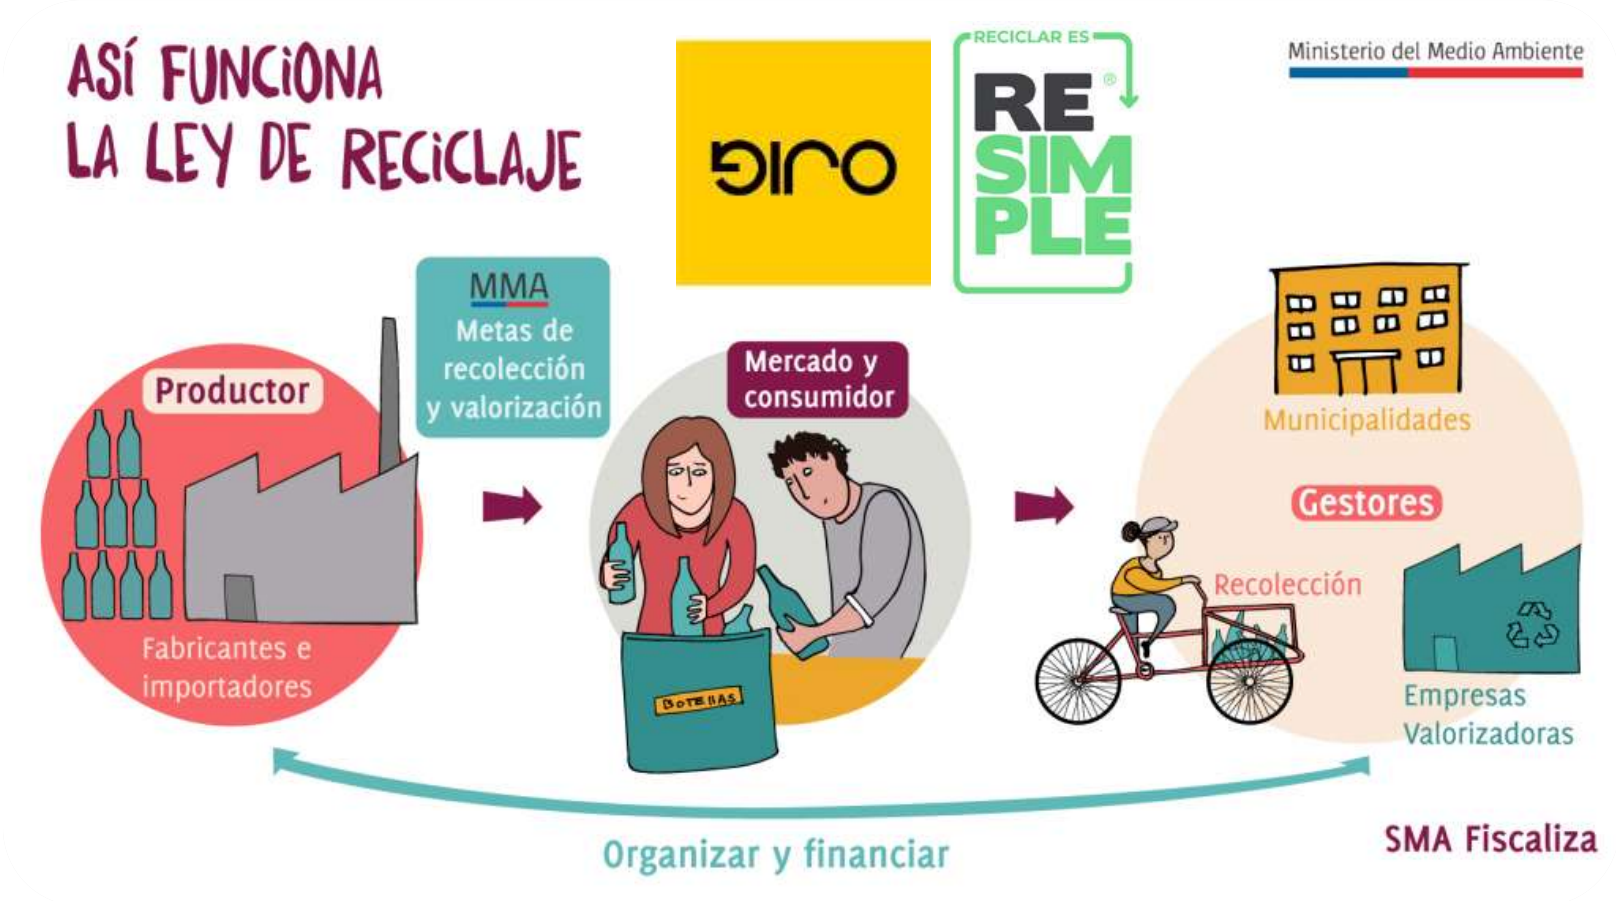 ASÍ FUNCIONA
LA LEY DE RECICLAJE
GIRO
RECICLAR ES
RE®
SIM
PLE
Ministerio del Medio Ambiente
MMA
Metas de
recolección
y valorización
Productor
Fabricantes e
importadores
Mercado y
consumidor
BOTELLAS
Municipalidades
Gestores
Recolección
Empresas
Valorizadoras
Organizar y financiar
SMA Fiscaliza